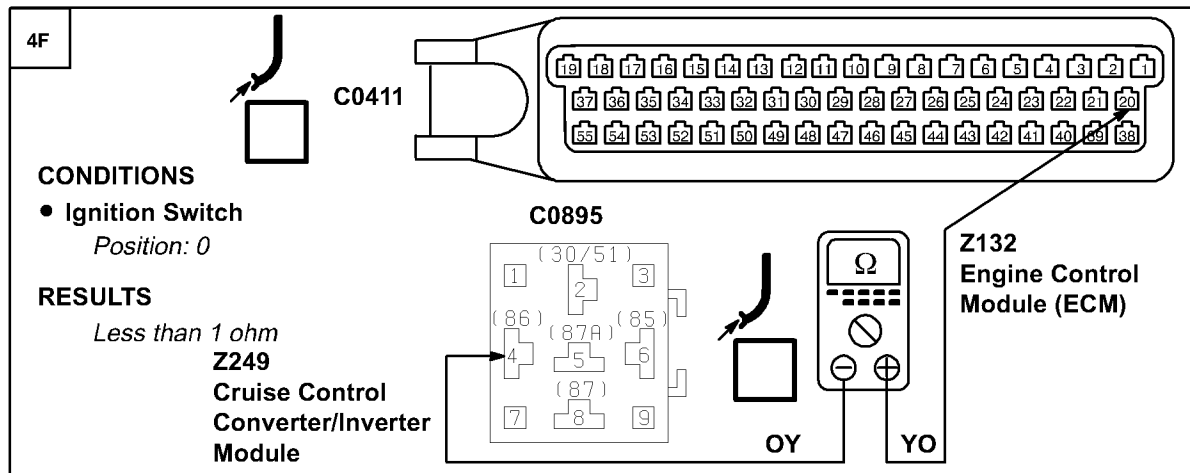 4F
C0411
19 18 17 16 15 14 13 12 11 10 9 8 7 6 5 4 3 2 1
37 36 35 34 33 32 31 30 29 28 27 26 25 24 23 22 21 20
55 54 53 52 51 50 49 48 47 46 45 44 43 42 41 40 39 38
CONDITIONS
● Ignition Switch
Position: 0
RESULTS
Less than 1 ohm
Z249
Cruise Control
Converter/Inverter
Module
C0895
(30/51)
1 2 3
(86) (87A) (85)
4 5 6
(87)
7 8 9
Ω
− +
OY YO
Z132
Engine Control
Module (ECM)